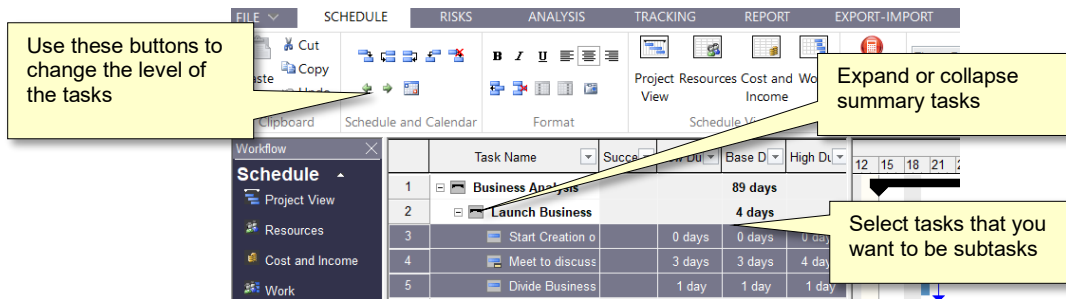 FILE SCHEDULE RISKS ANALYSIS TRACKING REPORT EXPORT-IMPORT
Use these buttons to
change the level of
the tasks
Cut
Copy
B I U
Project Resources Cost and
View Income
Expand or collapse
summary tasks
Clipboard Schedule and Calendar Format
Workflow
Schedule
Project View
Resources
Cost and Income
Work
Task Name Succe Base D High Du 12 15 18 21
1 Business Analysis 89 days
2 Launch Business 4 days
3 Start Creation o 0 days 0 days
4 Meet to discuss 3 days 3 days
5 Divide Business 1 day 1 day 1 day
Select tasks that you
want to be subtasks